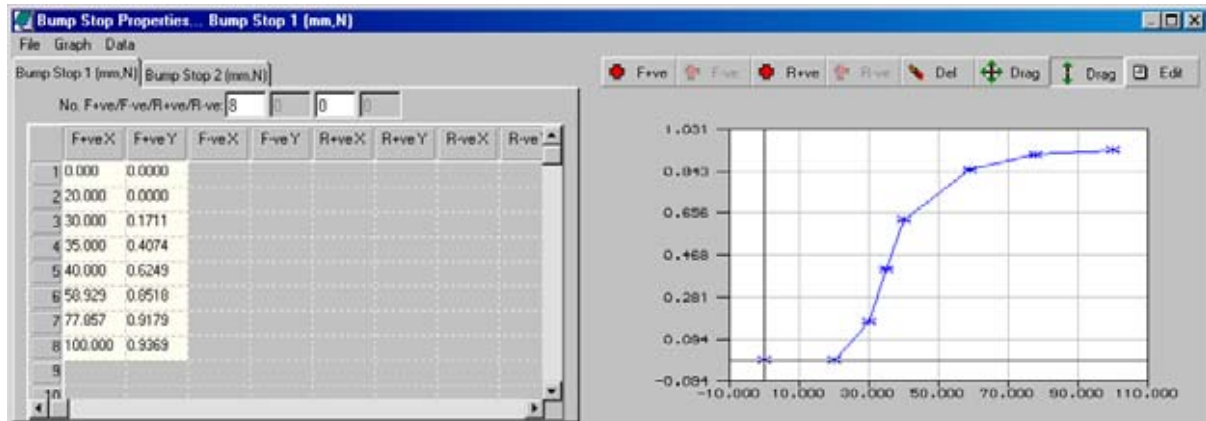 Bump Stop Properties... Bump Stop 1 (mm,N)
File Graph Data
Bump Stop 1 (mm,N) Bump Stop 2 (mm,N)
F+ve F-ve R+ve R-ve Del Drag Drag Edit
No. F+ve/F-ve/R+ve/R-ve: 8 0 0 0
F+ve X F+ve Y F-ve X F-ve Y R+ve X R+ve Y R-ve X R-ve Y
1 0.000 0.0000
2 20.000 0.0000
3 30.000 0.1711
4 35.000 0.4074
5 40.000 0.6249
6 58.929 0.8518
7 77.857 0.9179
8 100.000 0.9369
9
10
1.031
0.843
0.656
0.468
0.281
0.094
-0.094
-10.000 10.000 30.000 50.000 70.000 90.000 110.000